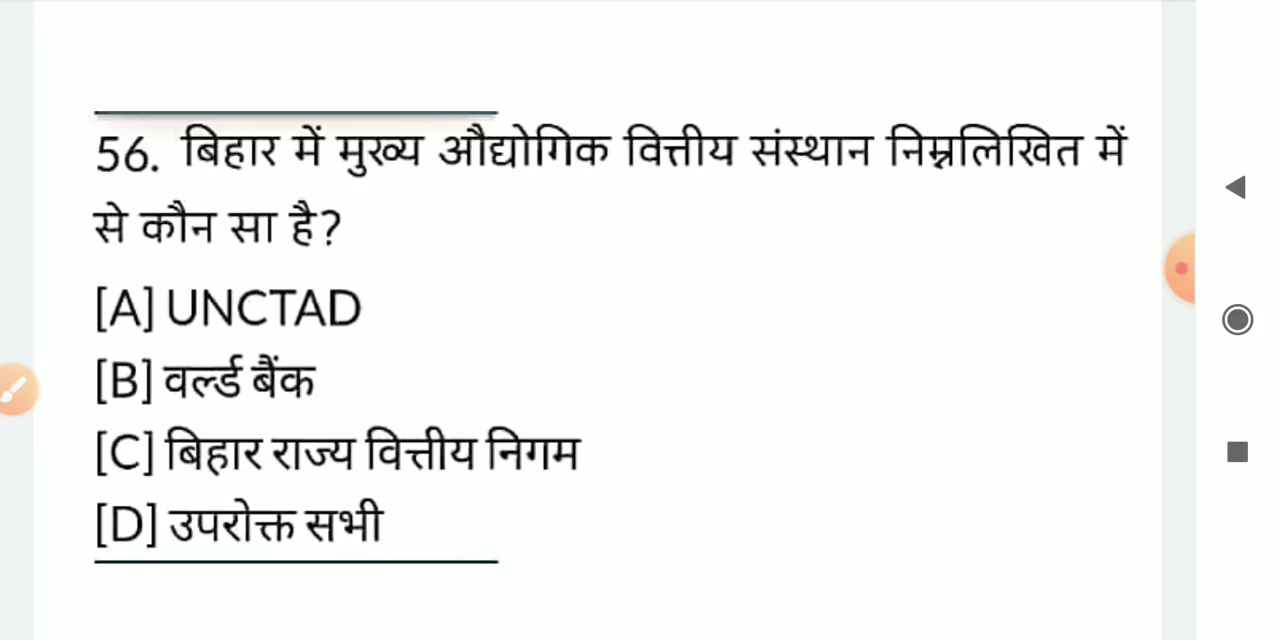 56. बिहार में मुख्य औद्योगिक वित्तीय संस्थान निम्नलिखित में
से कौन सा है?
[A] UNCTAD
[B] वर्ल्ड बैंक
[C] बिहार राज्य वित्तीय निगम
[D] उपरोक्त सभी